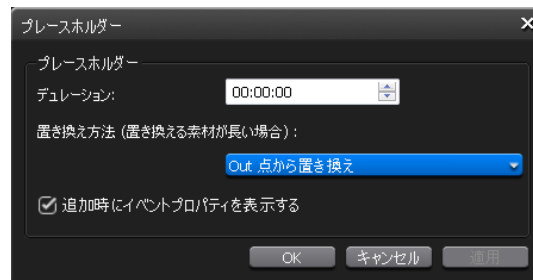 プレースホルダー
プレースホルダー
デュレーション:
00:00:00
置き換え方法 (置き換える素材が長い場合) :
Out 点から置き換え
追加時にイベントプロパティを表示する
OK キャンセル 適用